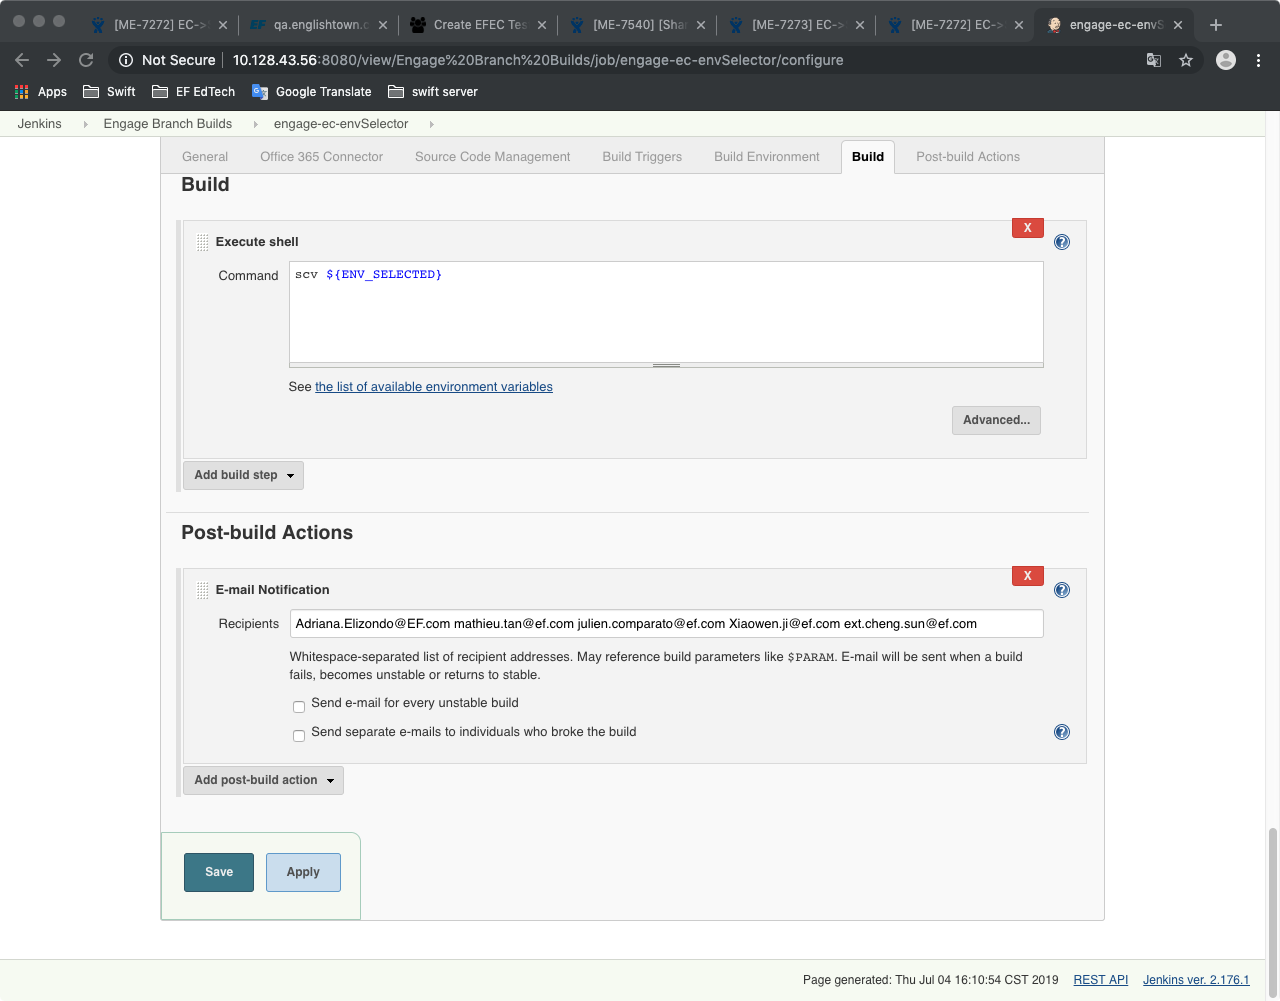 [ME-7272] EC-> qa.englishtown.c Create EFEC Tes [ME-7540] [Shar [ME-7273] EC-> [ME-7272] EC-> engage-ec-envS
Not Secure 10.128.43.56:8080/view/Engage%20Branch%20Builds/job/engage-ec-envSelector/configure
Apps Swift EF EdTech Google Translate swift server
Jenkins Engage Branch Builds engage-ec-envSelector
General Office 365 Connector Source Code Management Build Triggers Build Environment Build Post-build Actions
Build
X
Execute shell
Command scv ${ENV_SELECTED}
See the list of available environment variables
Advanced...
Add build step
Post-build Actions
X
E-mail Notification
Recipients Adriana.Elizondo@EF.com mathieu.tan@ef.com julien.comparato@ef.com Xiaowen.ji@ef.com ext.cheng.sun@ef.com
Whitespace-separated list of recipient addresses. May reference build parameters like $PARAM. E-mail will be sent when a build
fails, becomes unstable or returns to stable.
Send e-mail for every unstable build
Send separate e-mails to individuals who broke the build
Add post-build action
Save Apply
Page generated: Thu Jul 04 16:10:54 CST 2019 REST API Jenkins ver. 2.176.1